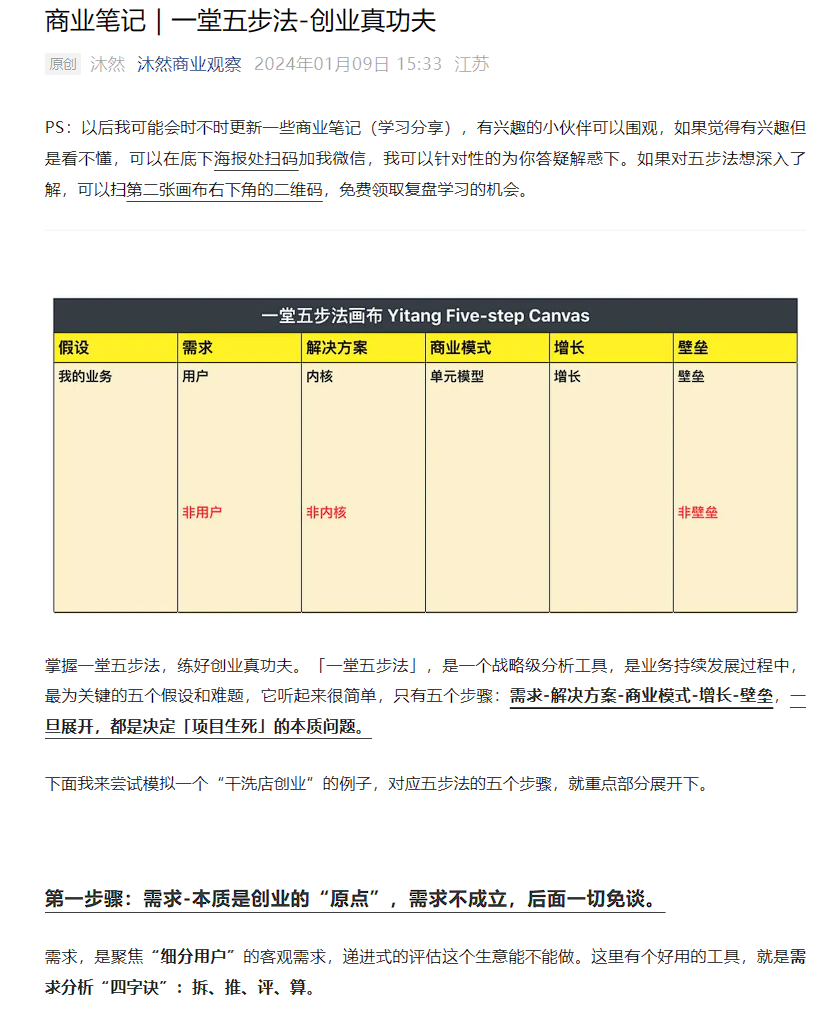 商业笔记 | 一堂五步法-创业真功夫
原创 沐然 沐然商业观察 2024年01月09日 15:33 江苏
PS：以后我可能会时不时更新一些商业笔记（学习分享），有兴趣的小伙伴可以围观，如果觉得有兴趣但
是看不懂，可以在底下海报处扫码加我微信，我可以针对性的为你答疑解惑下。如果对五步法想深入了
解，可以扫第二张画布右下角的二维码，免费领取复盘学习的机会。
一堂五步法画布 Yitang Five-step Canvas
假设 需求 解决方案 商业模式 增长 壁垒
我的业务 用户 内核 单元模型 增长 壁垒
非用户 非内核 非壁垒
掌握一堂五步法，练好创业真功夫。「一堂五步法」，是一个战略级分析工具，是业务持续发展过程中，
最为关键的五个假设和难题，它听起来很简单，只有五个步骤：需求-解决方案-商业模式-增长-壁垒，一
旦展开，都是决定「项目生死」的本质问题。
下面我来尝试模拟一个“干洗店创业“的例子，对应五步法的五个步骤，就重点部分展开下。
第一步骤：需求-本质是创业的“原点”，需求不成立，后面一切免谈。
需求，是聚焦“细分用户”的客观需求，递进式的评估这个生意能不能做。这里有个好用的工具，就是需
求分析“四字诀”：拆、推、评、算。